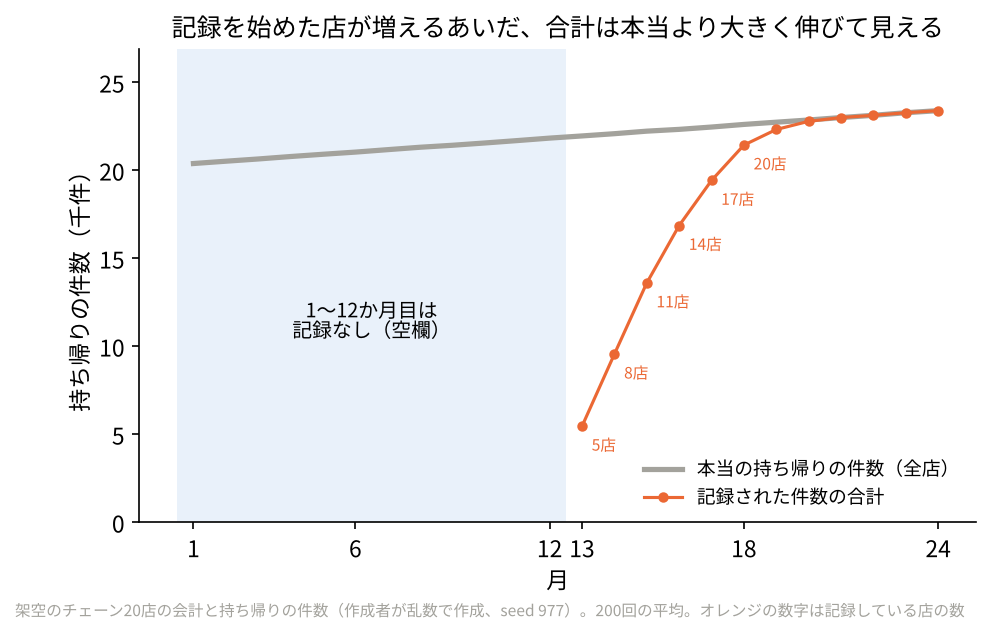 記録を始めた店が増えるあいだ、合計は本当より大きく伸びて見える
持ち帰りの件数（千件）
25
20
15
10
5
0
1～12か月目は
記録なし（空欄）
5店
8店
11店
14店
17店
20店
本当の持ち帰りの件数（全店）
記録された件数の合計
1 6 12 13 18 24
月
架空のチェーン20店の会計と持ち帰りの件数（作成者が乱数で作成、seed 977）。200回の平均。オレンジの数字は記録している店の数